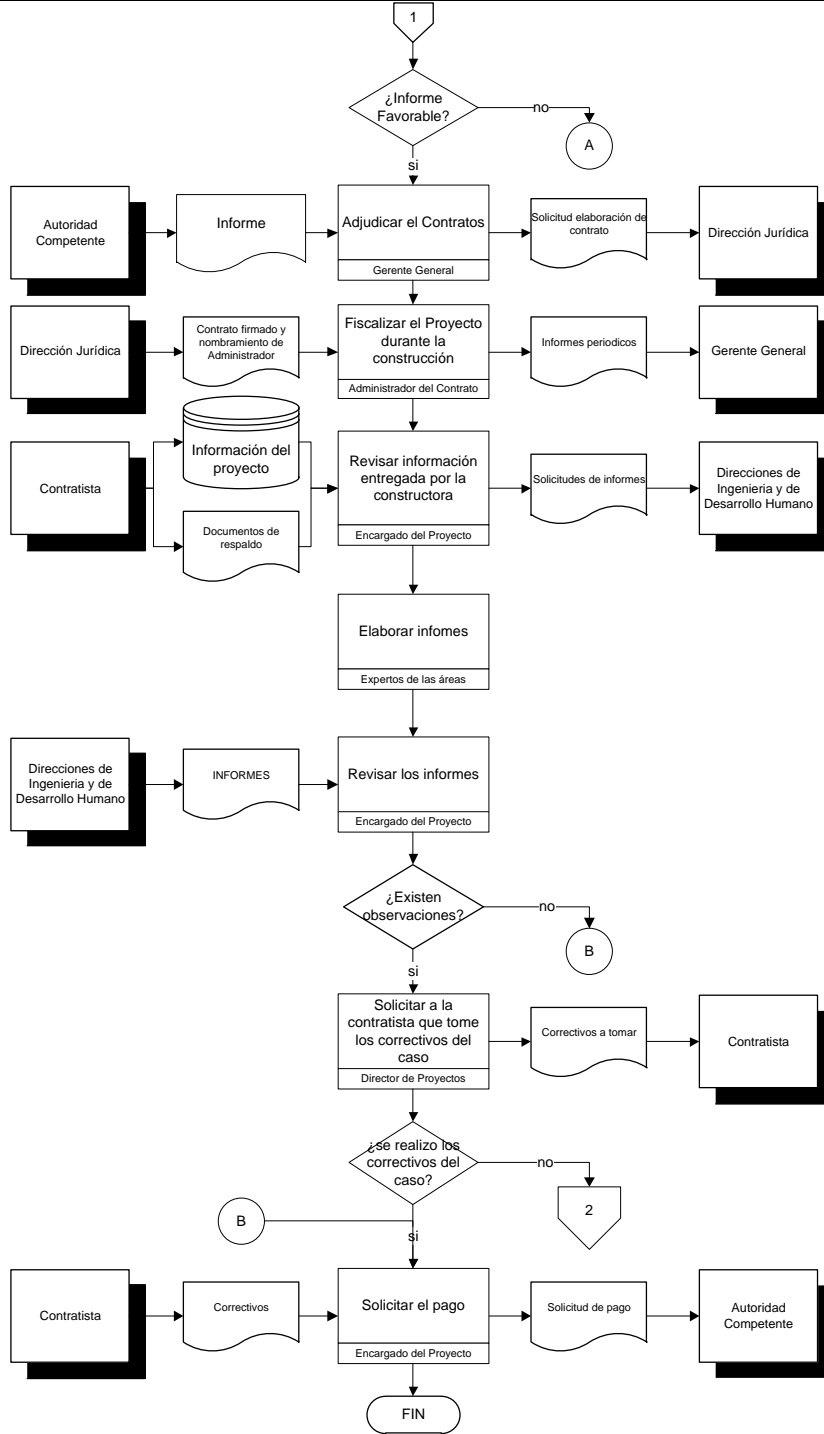 1
¿Informe
Favorable?
no
A
si
Autoridad
Competente
Informe
Adjudicar el Contratos
Gerente General
Solicitud elaboración de
contrato
Dirección Jurídica
Dirección Jurídica
Contrato firmado y
nombramiento de
Administrador
Fiscalizar el Proyecto
durante la
construcción
Administrador del Contrato
Informes periodicos
Gerente General
Contratista
Información del
proyecto
Documentos de
respaldo
Revisar información
entregada por la
constructora
Encargado del Proyecto
Solicitudes de informes
Direcciones de
Ingenieria y de
Desarrollo Humano
Elaborar infomes
Expertos de las áreas
Direcciones de
Ingenieria y de
Desarrollo Humano
INFORMES
Revisar los informes
Encargado del Proyecto
¿Existen
observaciones?
no
B
si
Solicitar a la
contratista que tome
los correctivos del
caso
Director de Proyectos
Correctivos a tomar
Contratista
¿se realizo los
correctivos del
caso?
no
2
B
si
Contratista
Correctivos
Solicitar el pago
Encargado del Proyecto
Solicitud de pago
Autoridad
Competente
FIN